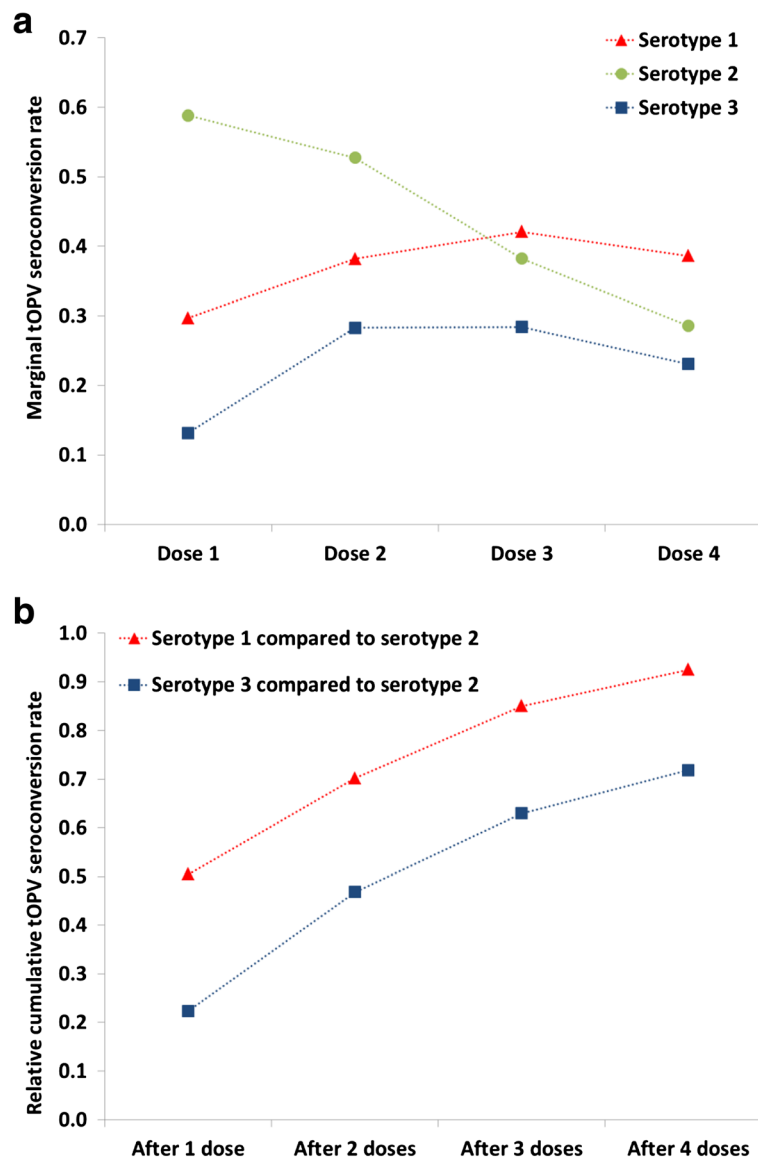 a
Marginal tOPV seroconversion rate
0.7
0.6
0.5
0.4
0.3
0.2
0.1
0.0
Serotype 1
Serotype 2
Serotype 3
Dose 1 Dose 2 Dose 3 Dose 4
b
Relative cumulative tOPV seroconversion rate
1.0
0.9
0.8
0.7
0.6
0.5
0.4
0.3
0.2
0.1
0.0
Serotype 1 compared to serotype 2
Serotype 3 compared to serotype 2
After 1 dose After 2 doses After 3 doses After 4 doses